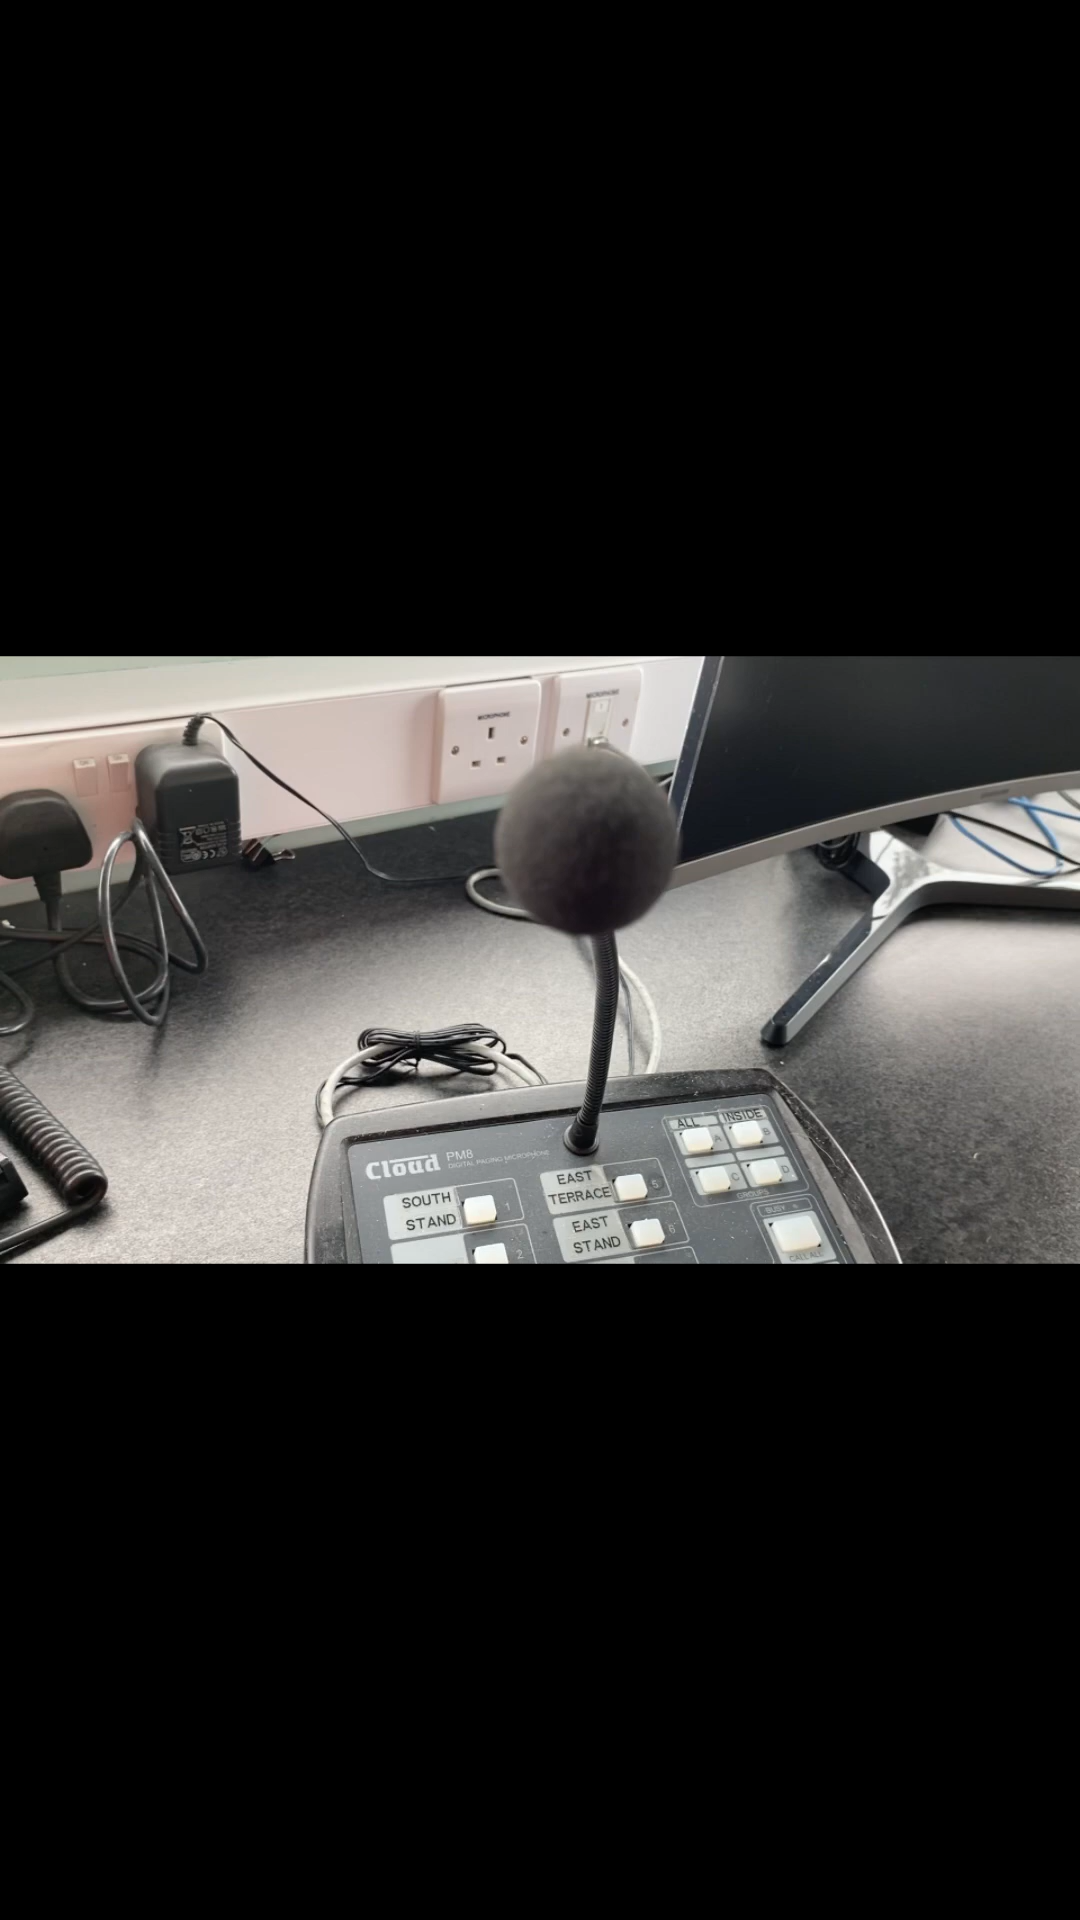 MICROPHONE
Cloud PM8
DIGITAL PAGING MICROPHONE
SOUTH
STAND
1
2
EAST
TERRACE
5
EAST
STAND
6
ALL
INSIDE
A
B
C
D
GROUPS
BUSY
CALL ALL